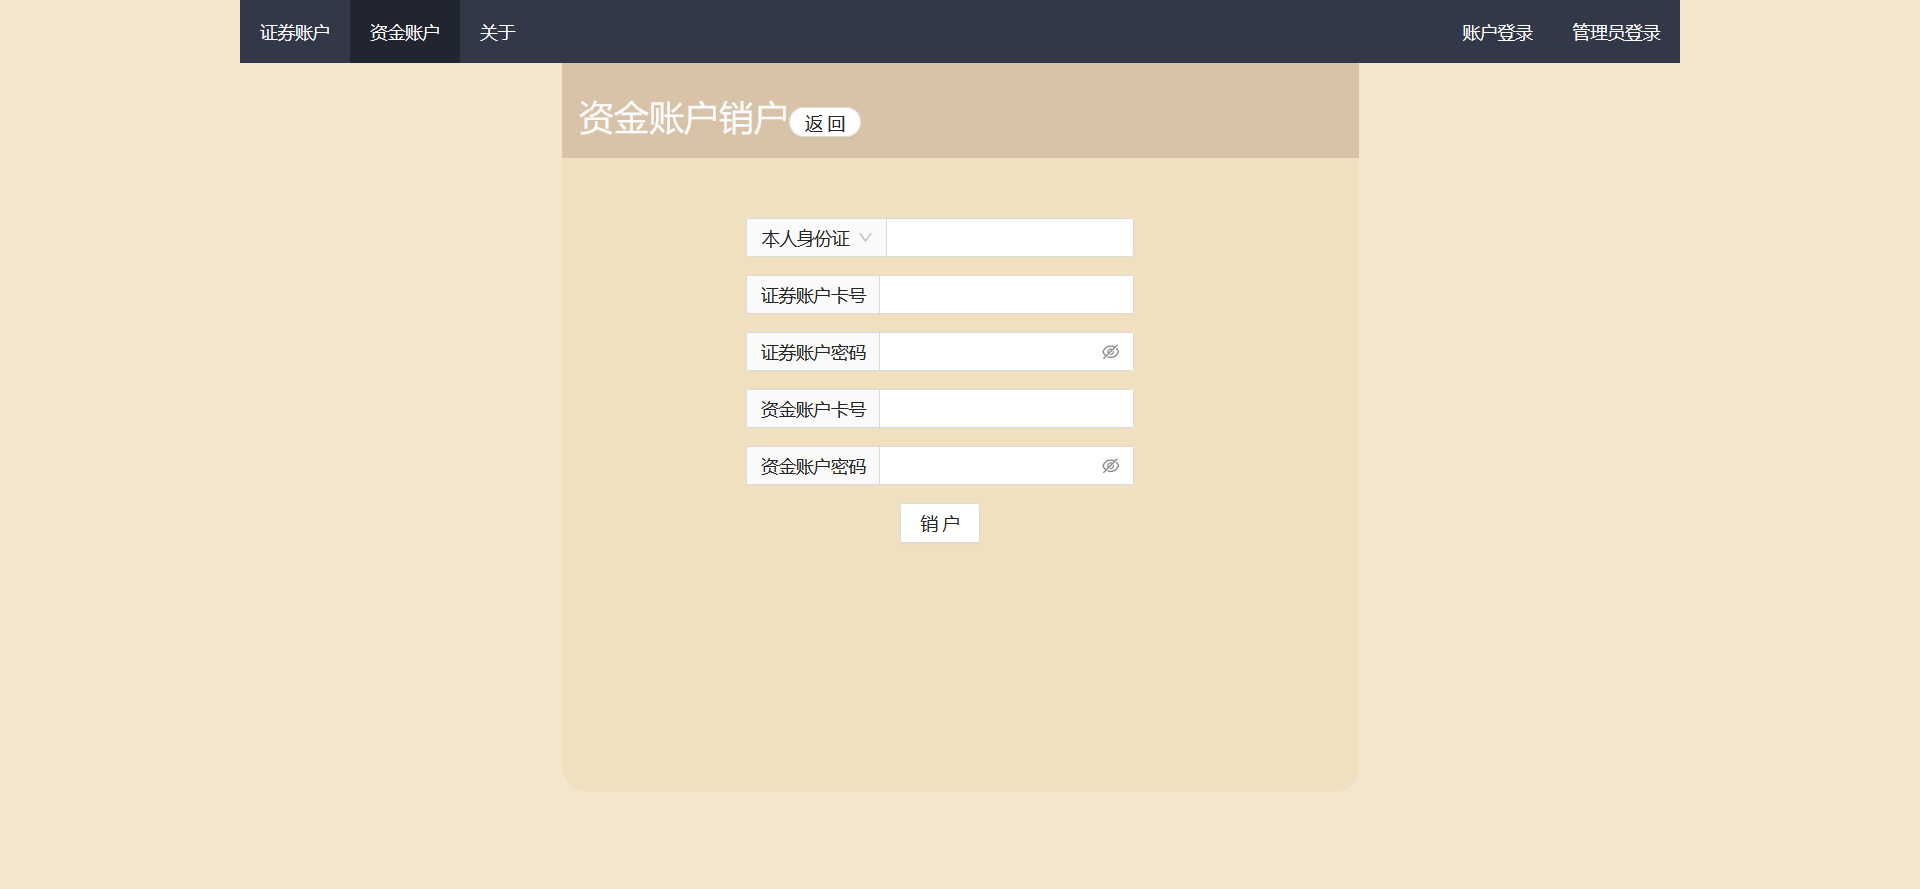 证券账户 资金账户 关于 账户登录 管理员登录
资金账户销户 返 回
本人身份证
证券账户卡号
证券账户密码
资金账户卡号
资金账户密码
销 户